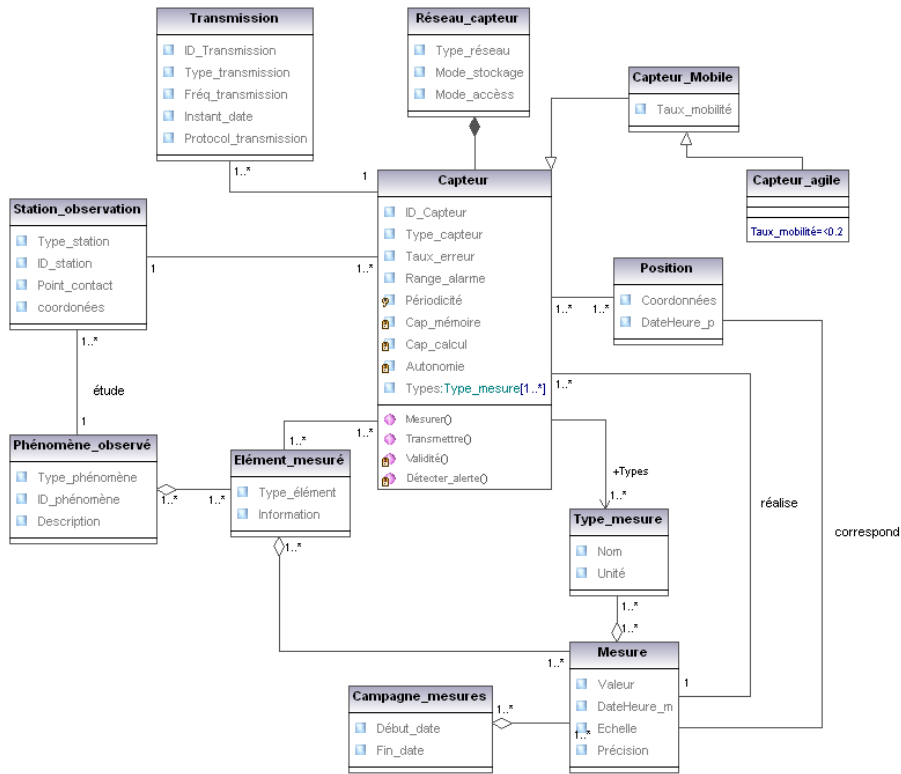 Transmission
ID_Transmission
Type_transmission
Fréq_transmission
Instant_date
Protocol_transmission
1..*
1
Réseau_capteur
Type_réseau
Mode_stockage
Mode_accèss
Capteur_Mobile
Taux_mobilité
Capteur_agile
Taux_mobilité=<0.2
Station_observation
Type_station
ID_station
Point_contact
coordonées
1
1..*
1..*
étude
1
Capteur
ID_Capteur
Type_capteur
Taux_erreur
Range_alarme
Périodicité
Cap_mémoire
Cap_calcul
Autonomie
Types:Type_mesure[1..*]
Mesurer()
Transmettre()
Validité()
Détecter_alerte()
Position
Coordonnées
DateHeure_p
1..*
1..*
1..*
Phénomène_observé
Type_phénomène
ID_phénomène
Description
1..*
1..*
Elément_mesuré
Type_élément
Information
1..*
1..*
1..*
+Types
1..*
Type_mesure
Nom
Unité
réalise
correspond
1..*
1..*
1..*
Mesure
Valeur
DateHeure_m
Echelle
Précision
1
Campagne_mesures
Début_date
Fin_date
1..*
1..*